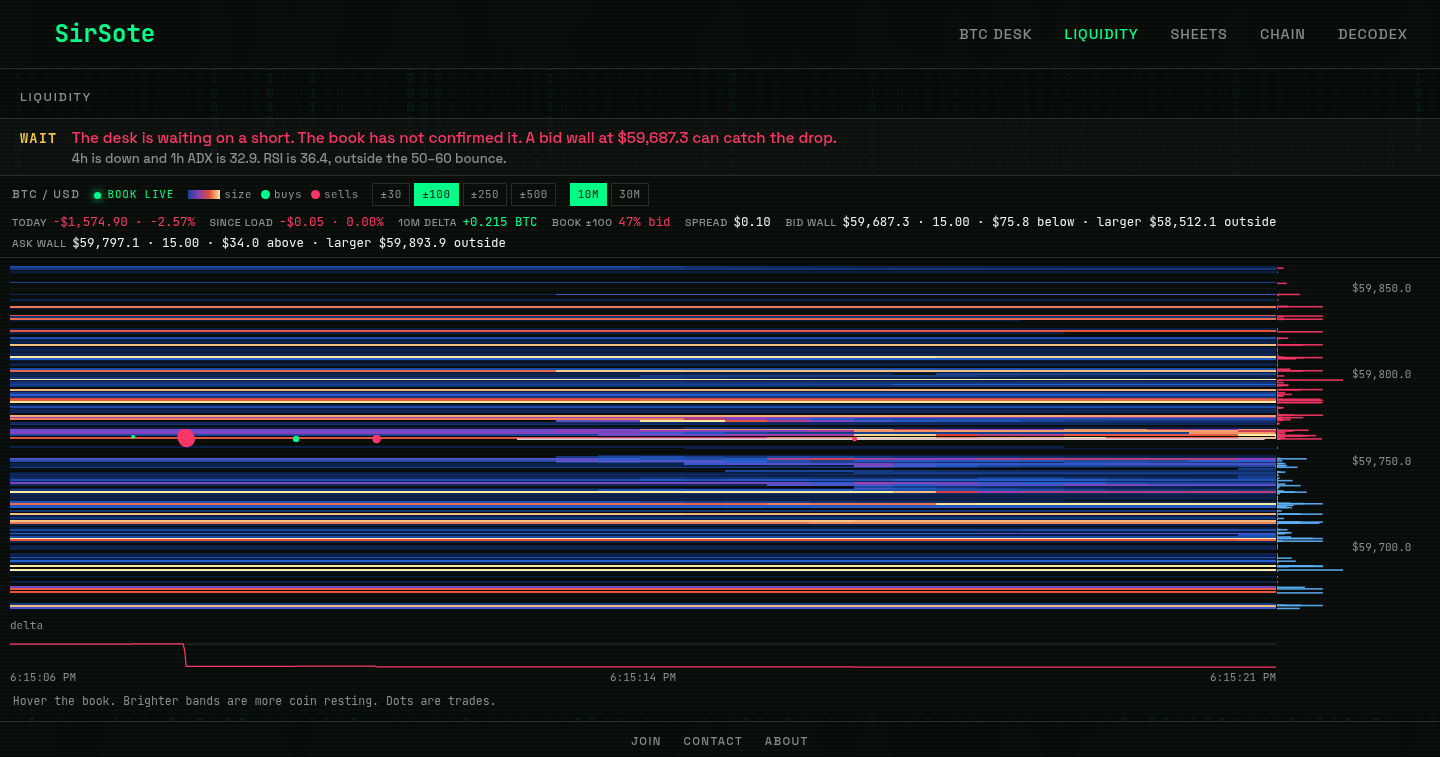 SirSote
BTC DESK LIQUIDITY SHEETS CHAIN DECODEX
LIQUIDITY
WAIT The desk is waiting on a short. The book has not confirmed it. A bid wall at $59,687.3 can catch the drop.
4h is down and 1h ADX is 32.9. RSI is 36.4, outside the 50–60 bounce.
BTC / USD BOOK LIVE size buys sells ±30 ±100 ±250 ±500 10M 30M
TODAY -$1,574.90 · -2.57% SINCE LOAD -$0.05 · 0.00% 10M DELTA +0.215 BTC BOOK ±100 47% bid SPREAD $0.10 BID WALL $59,687.3 · 15.00 · $75.8 below · larger $58,512.1 outside
ASK WALL $59,797.1 · 15.00 · $34.0 above · larger $59,893.9 outside
$59,850.0
$59,800.0
$59,750.0
$59,700.0
delta
6:15:06 PM 6:15:14 PM 6:15:21 PM
Hover the book. Brighter bands are more coin resting. Dots are trades.
JOIN CONTACT ABOUT